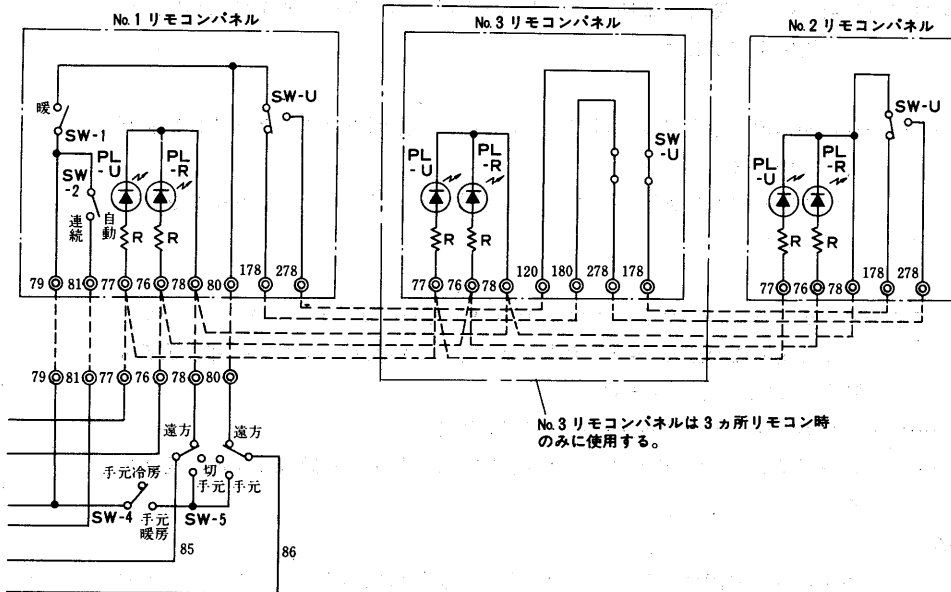 No.1 リモコンパネル
No.3 リモコンパネル
No.2 リモコンパネル
暖
SW-1
SW
-2
連続
自動
PL
-U
PL
-R
R
R
SW-U
79
81
77
76
78
80
178
278
PL
-U
PL
-R
R
R
SW
-U
77
76
78
120
180
278
178
PL
-U
PL
-R
R
R
SW-U
77
76
78
178
278
79
81
77
76
78
80
遠方
遠方
切
手元
手元
手元冷房
SW-4
手元
暖房
SW-5
85
86
No.3 リモコンパネルは 3 ヵ所リモコン時
のみに使用する。